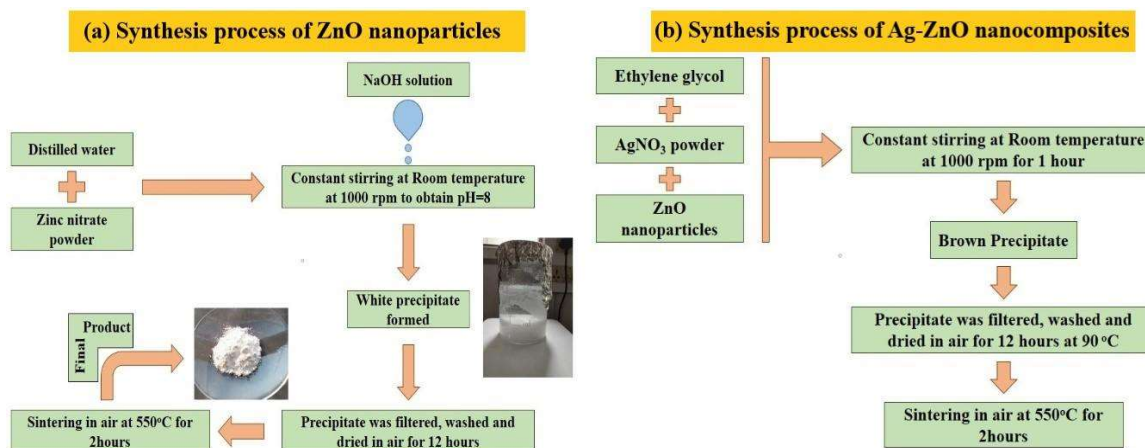 (a) Synthesis process of ZnO nanoparticles
NaOH solution
Distilled water
Zinc nitrate
powder
Constant stirring at Room temperature
at 1000 rpm to obtain pH=8
White precipitate
formed
Precipitate was filtered, washed and
dried in air for 12 hours
Sintering in air at 550°C for
2hours
Final
Product
(b) Synthesis process of Ag-ZnO nanocomposites
Ethylene glycol
AgNO₃ powder
ZnO
nanoparticles
Constant stirring at Room temperature
at 1000 rpm for 1 hour
Brown Precipitate
Precipitate was filtered, washed and
dried in air for 12 hours at 90 °C
Sintering in air at 550°C for
2hours